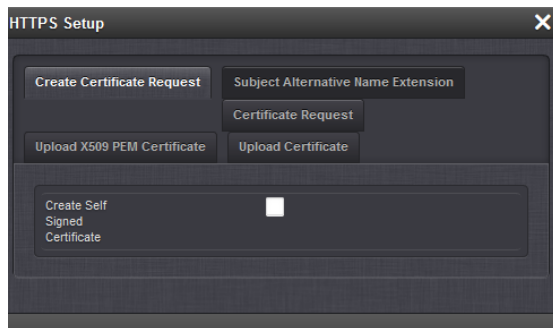 HTTPS Setup
Create Certificate Request
Subject Alternative Name Extension
Certificate Request
Upload X509 PEM Certificate
Upload Certificate
Create Self
Signed
Certificate